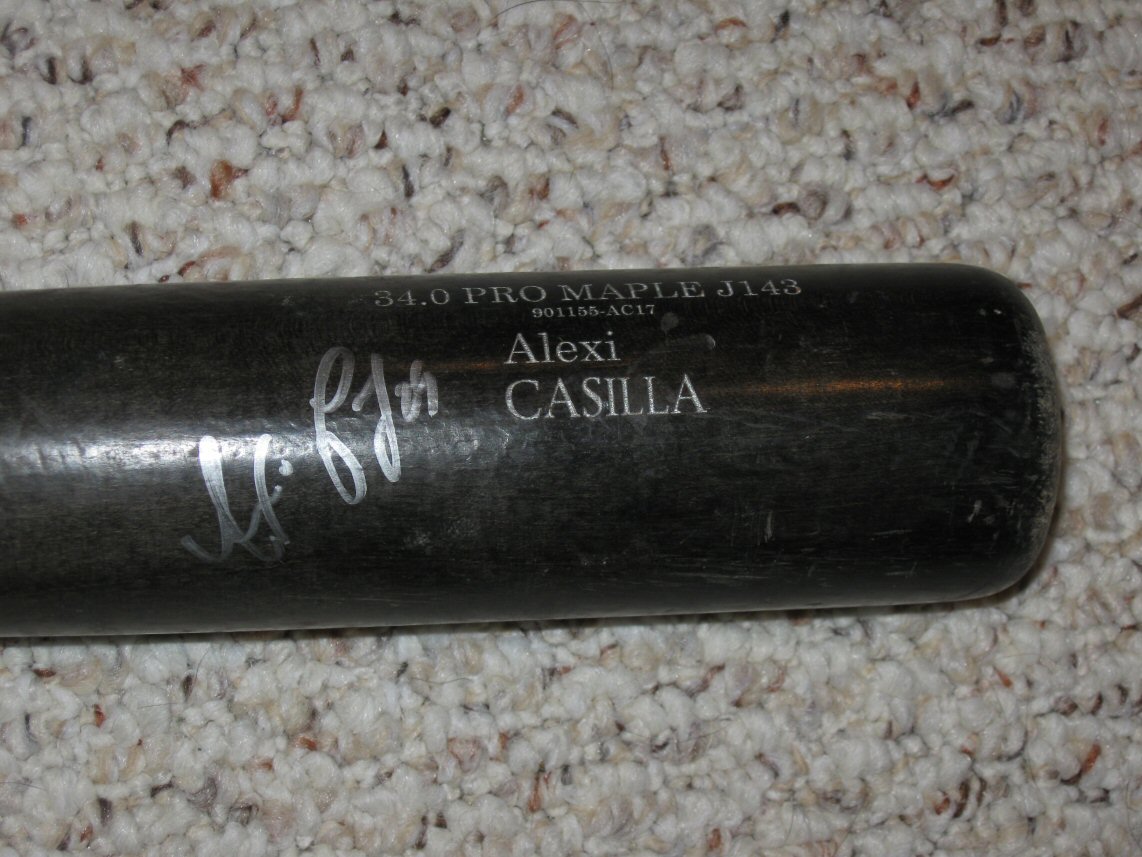 34.0 PRO MAPLE J143
901155-AC17
Alexi
CASILLA